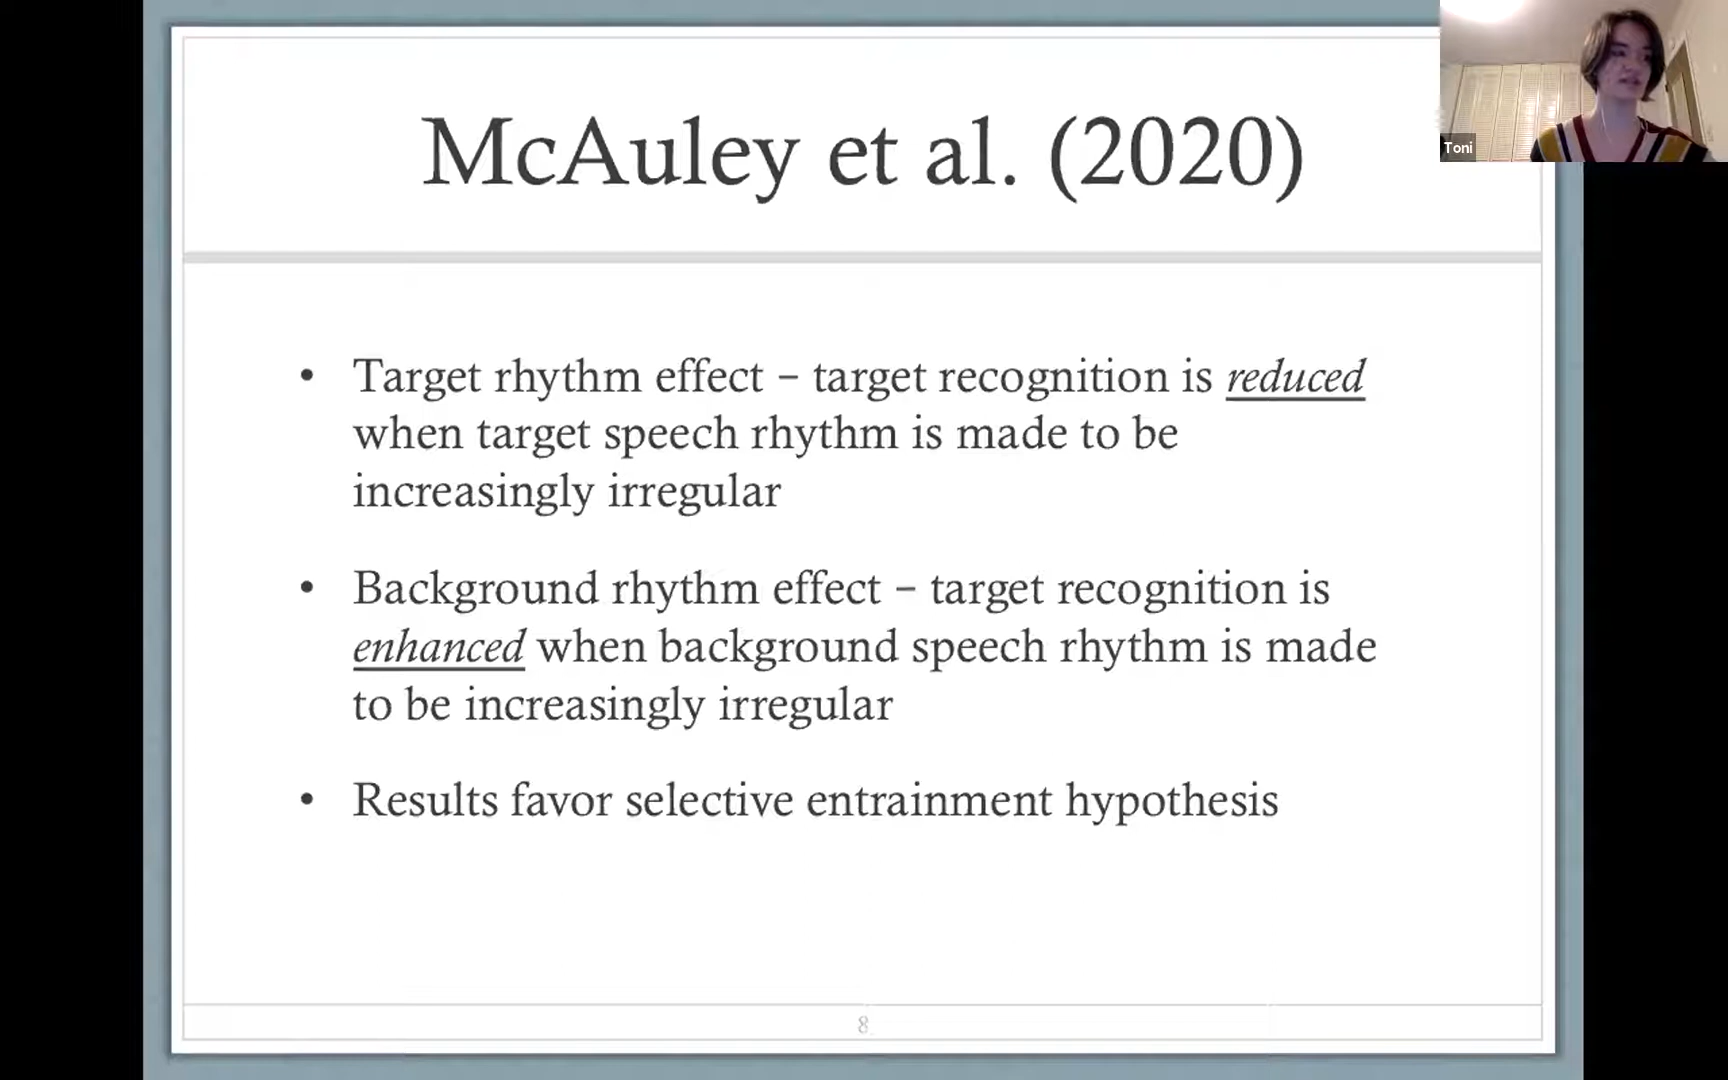 McAuley et al. (2020)
Toni
• Target rhythm effect – target recognition is reduced
when target speech rhythm is made to be
increasingly irregular
• Background rhythm effect – target recognition is
enhanced when background speech rhythm is made
to be increasingly irregular
• Results favor selective entrainment hypothesis
8